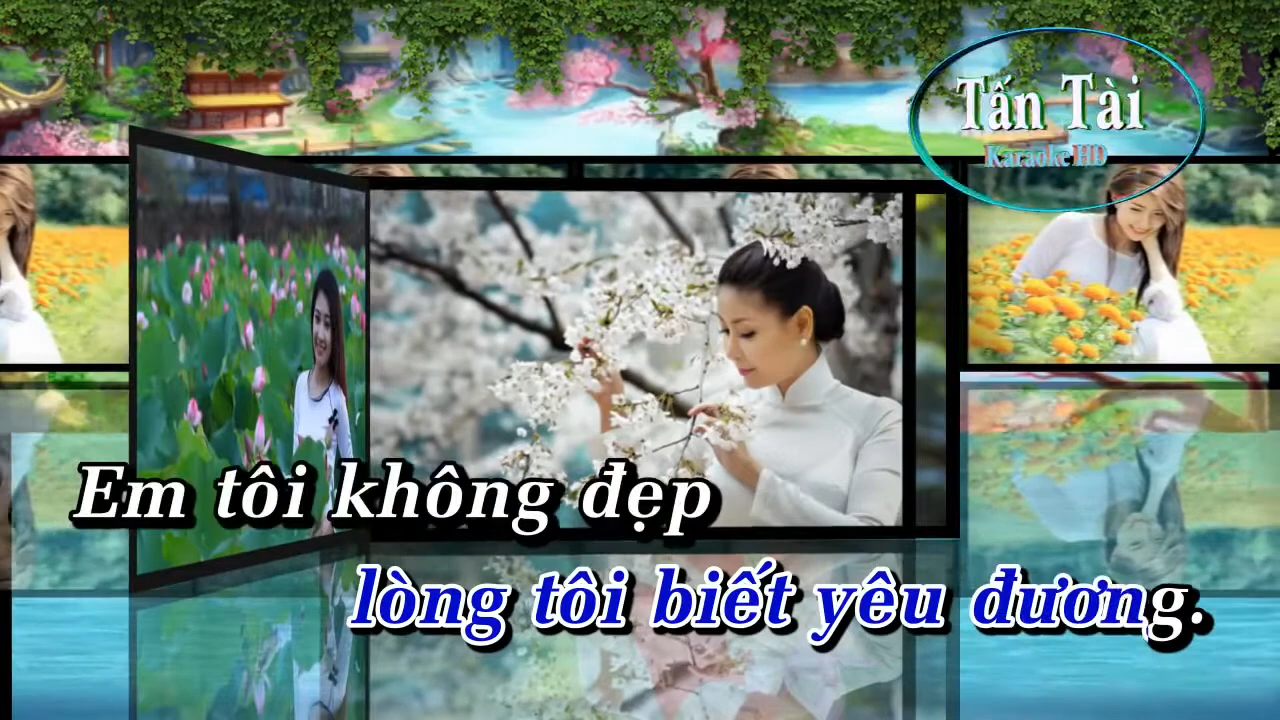 Tấn Tài
Karaoke HD
Em tôi không đẹp
lòng tôi biết yêu đương.